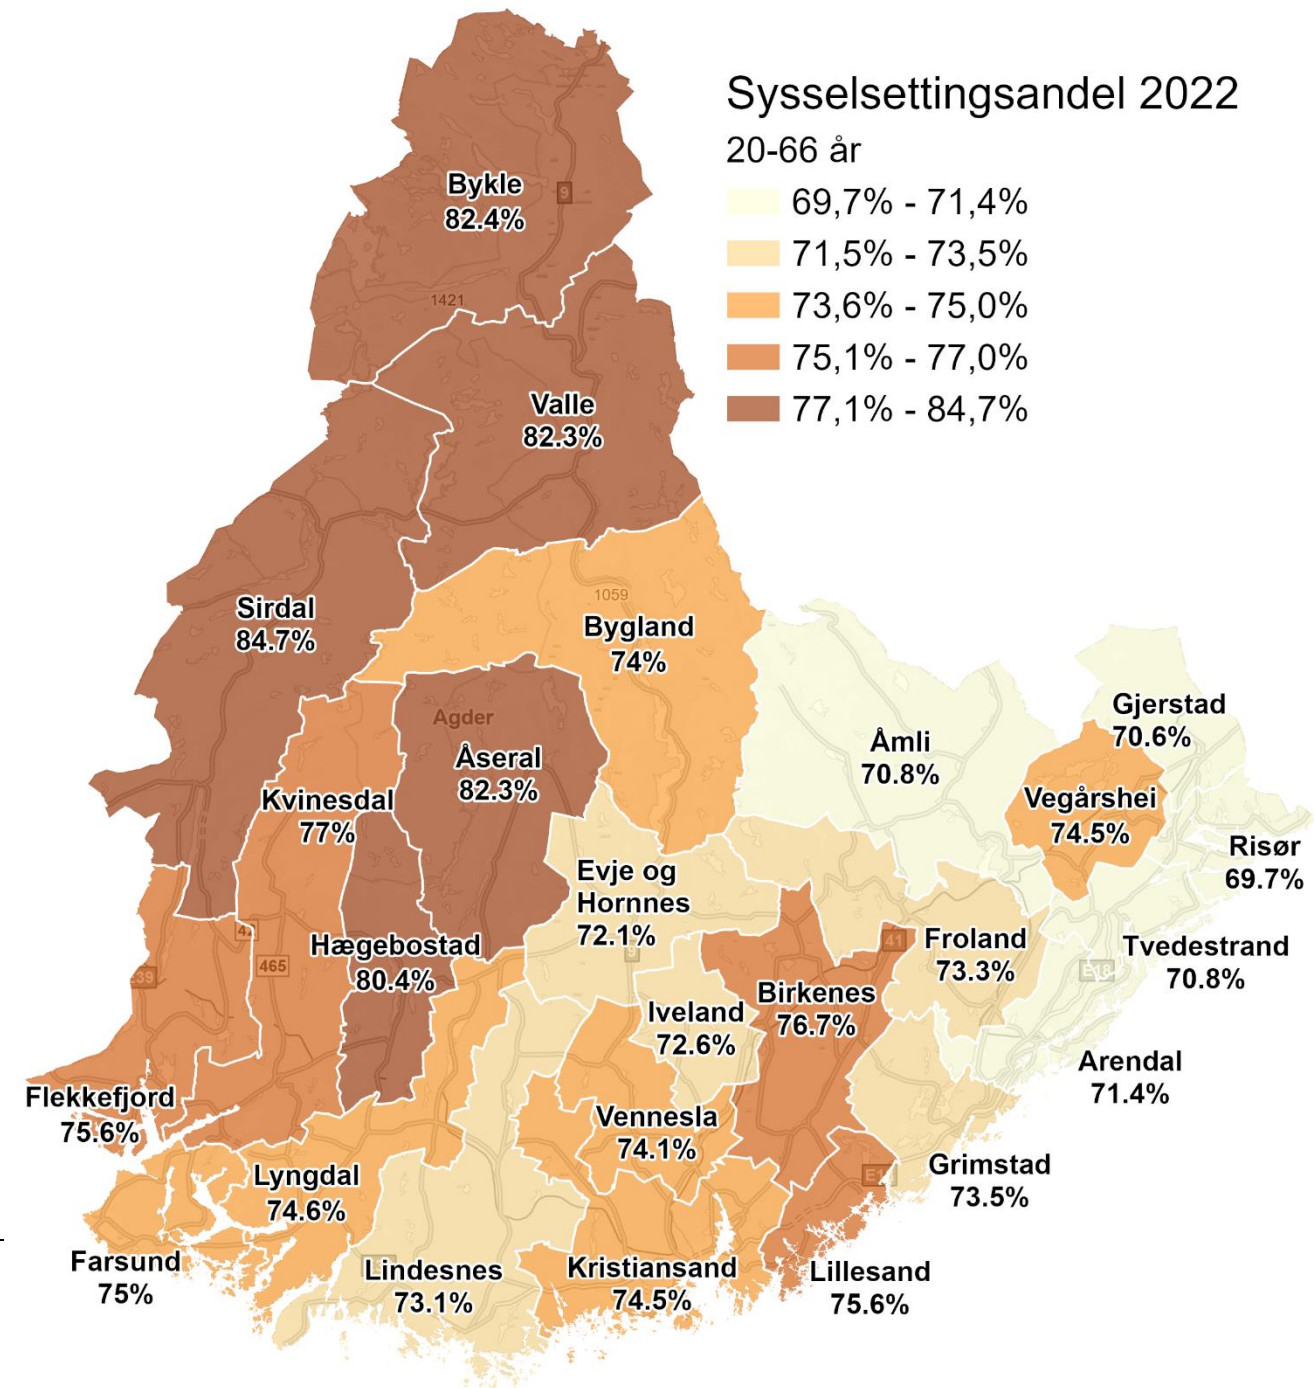 Sysselsettingsandel 2022
20-66 år
69,7% - 71,4%
71,5% - 73,5%
73,6% - 75,0%
75,1% - 77,0%
77,1% - 84,7%
Bykle
82.4%
9
1421
Valle
82.3%
Sirdal
84.7%
1059
Bygland
74%
Agder
Åseral
82.3%
Åmli
70.8%
Gjerstad
70.6%
Kvinesdal
77%
Vegårshei
74.5%
Risør
69.7%
Evje og
Hornnes
72.1%
9
Hægebostad
80.4%
42
465
E39
Froland
73.3%
41
Tvedestrand
70.8%
E18
Birkenes
76.7%
Iveland
72.6%
Arendal
71.4%
Flekkefjord
75.6%
Vennesla
74.1%
Grimstad
73.5%
Lyngdal
74.6%
Farsund
75%
Lindesnes
73.1%
Kristiansand
74.5%
Lillesand
75.6%